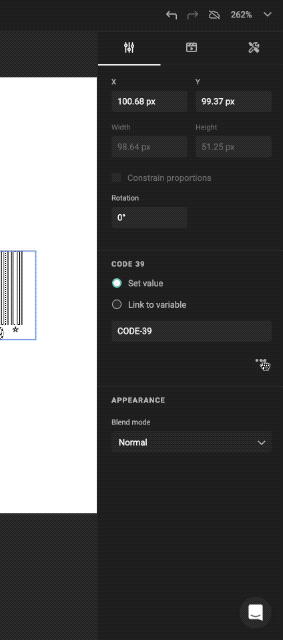 262%
X
Y
100.68 px
99.37 px
Width
Height
98.64 px
51.25 px
Constrain proportions
Rotation
0°
CODE 39
Set value
Link to variable
CODE-39
*
APPEARANCE
Blend mode
Normal